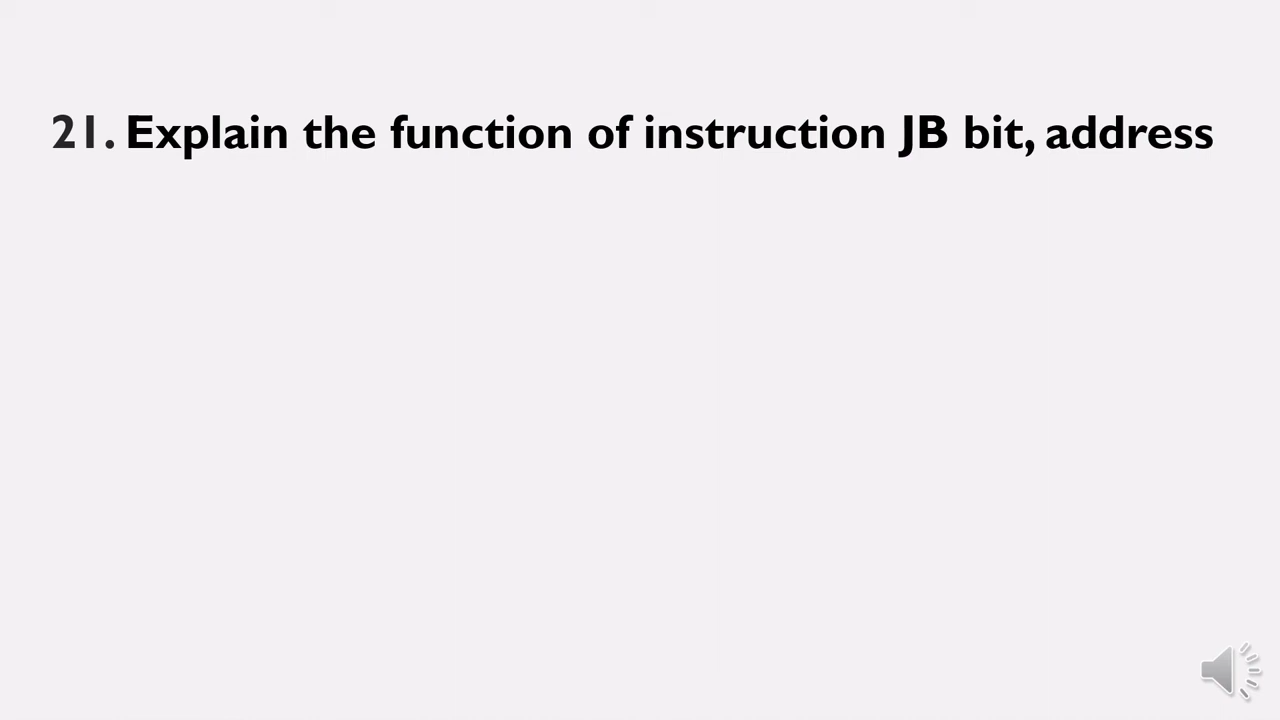 21. Explain the function of instruction JB bit, address